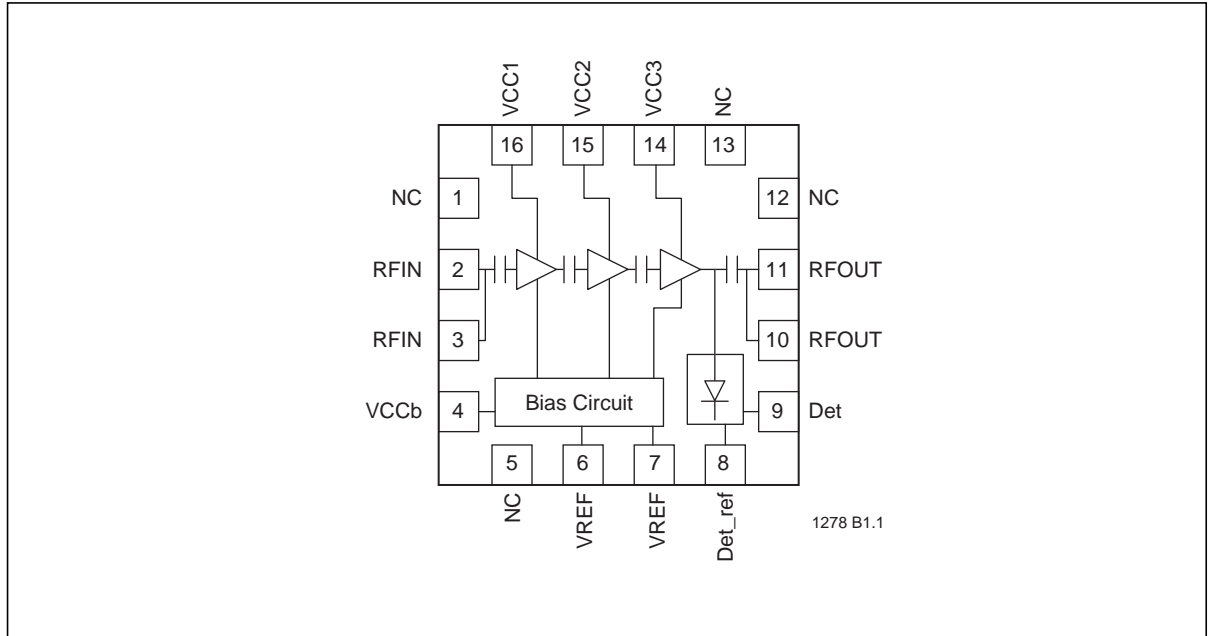 VCC1
VCC2
VCC3
NC
16
15
14
13
NC
1
12
NC
RFIN
2
11
RFOUT
RFIN
3
10
RFOUT
VCCb
4
Bias Circuit
9
Det
5
6
7
8
NC
VREF
VREF
Det_ref
1278 B1.1